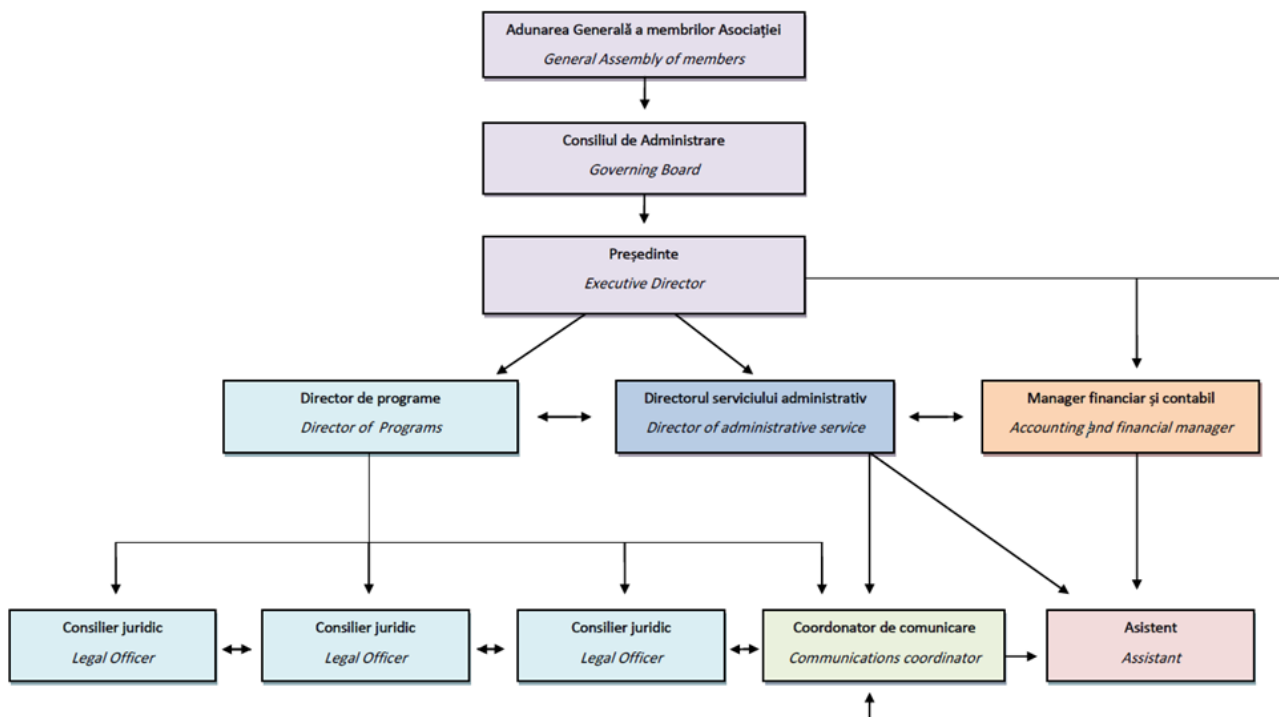 Adunarea Generală a membrilor Asociației
General Assembly of members
Consiliul de Administrare
Governing Board
Președinte
Executive Director
Director de programe
Director of Programs
Directorul serviciului administrativ
Director of administrative service
Manager financiar și contabil
Accounting and financial manager
Consilier juridic
Legal Officer
Consilier juridic
Legal Officer
Consilier juridic
Legal Officer
Coordonator de comunicare
Communications coordinator
Asistent
Assistant